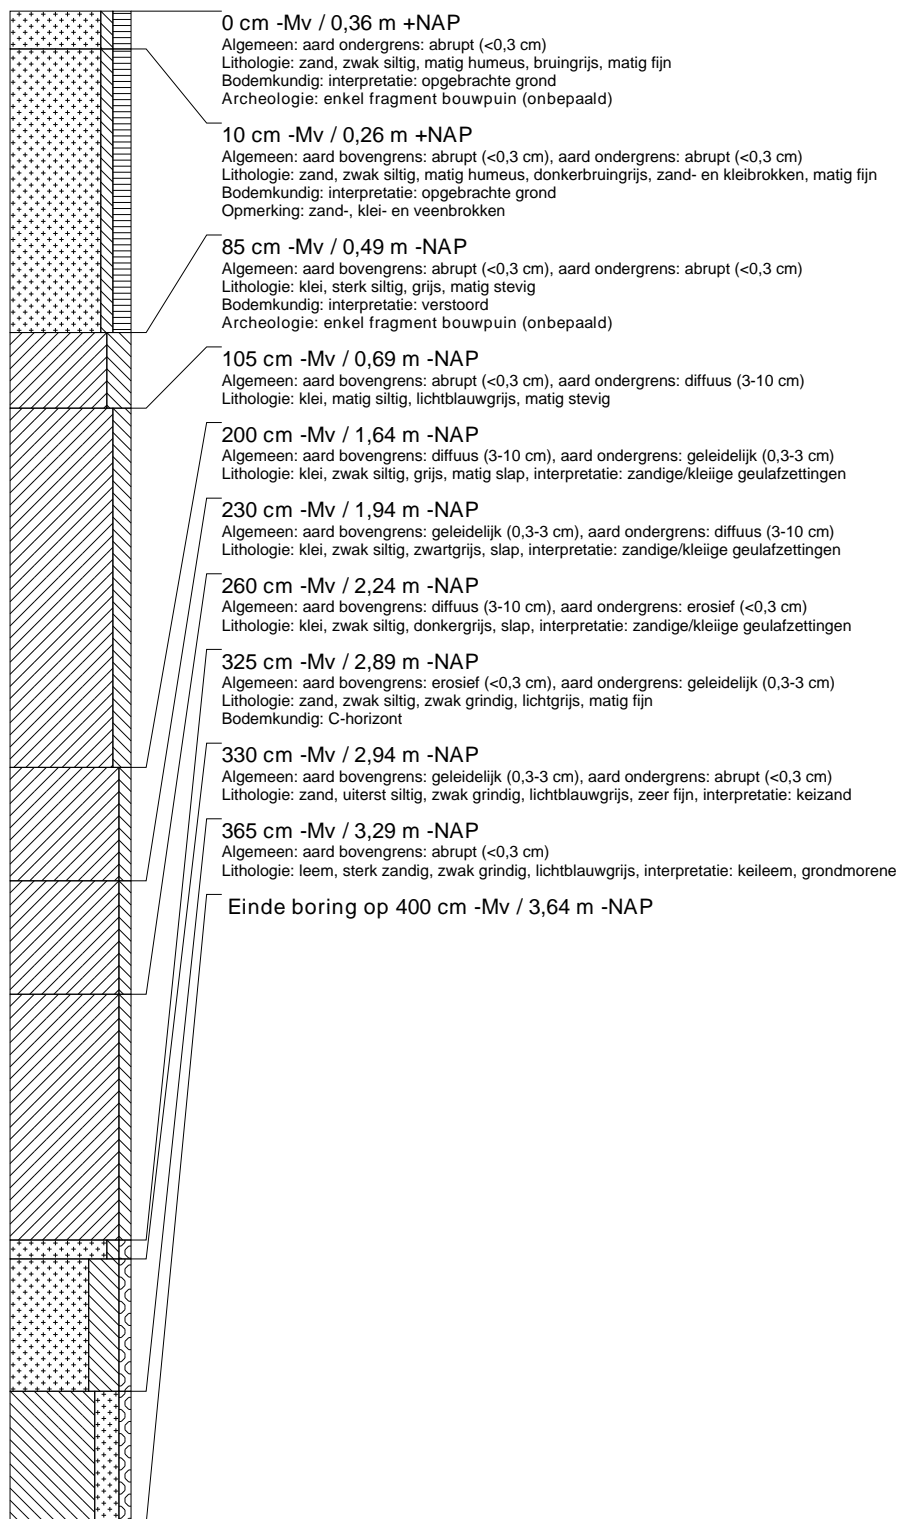 0 cm -Mv / 0,36 m +NAP
Algemeen: aard ondergrens: abrupt (<0,3 cm)
Lithologie: zand, zwak siltig, matig humeus, bruingrijs, matig fijn
Bodemkundig: interpretatie: opgebrachte grond
Archeologie: enkel fragment bouwpuin (onbepaald)
10 cm -Mv / 0,26 m +NAP
Algemeen: aard bovengrens: abrupt (<0,3 cm), aard ondergrens: abrupt (<0,3 cm)
Lithologie: zand, zwak siltig, matig humeus, donkerbruingrijs, zand- en kleibrokken, matig fijn
Bodemkundig: interpretatie: opgebrachte grond
Opmerking: zand-, klei- en veenbrokken
85 cm -Mv / 0,49 m -NAP
Algemeen: aard bovengrens: abrupt (<0,3 cm), aard ondergrens: abrupt (<0,3 cm)
Lithologie: klei, sterk siltig, grijs, matig stevig
Bodemkundig: interpretatie: verstoord
Archeologie: enkel fragment bouwpuin (onbepaald)
105 cm -Mv / 0,69 m -NAP
Algemeen: aard bovengrens: abrupt (<0,3 cm), aard ondergrens: diffuus (3-10 cm)
Lithologie: klei, matig siltig, lichtblauwgrijs, matig stevig
200 cm -Mv / 1,64 m -NAP
Algemeen: aard bovengrens: diffuus (3-10 cm), aard ondergrens: geleidelijk (0,3-3 cm)
Lithologie: klei, zwak siltig, grijs, matig slap, interpretatie: zandige/kleiige geulafzettingen
230 cm -Mv / 1,94 m -NAP
Algemeen: aard bovengrens: geleidelijk (0,3-3 cm), aard ondergrens: diffuus (3-10 cm)
Lithologie: klei, zwak siltig, zwartgrijs, slap, interpretatie: zandige/kleiige geulafzettingen
260 cm -Mv / 2,24 m -NAP
Algemeen: aard bovengrens: diffuus (3-10 cm), aard ondergrens: erosief (<0,3 cm)
Lithologie: klei, zwak siltig, donkergrijs, slap, interpretatie: zandige/kleiige geulafzettingen
325 cm -Mv / 2,89 m -NAP
Algemeen: aard bovengrens: erosief (<0,3 cm), aard ondergrens: geleidelijk (0,3-3 cm)
Lithologie: zand, zwak siltig, zwak grindig, lichtgrijs, matig fijn
Bodemkundig: C-horizont
330 cm -Mv / 2,94 m -NAP
Algemeen: aard bovengrens: geleidelijk (0,3-3 cm), aard ondergrens: abrupt (<0,3 cm)
Lithologie: zand, uiterst siltig, zwak grindig, lichtblauwgrijs, zeer fijn, interpretatie: keizand
365 cm -Mv / 3,29 m -NAP
Algemeen: aard bovengrens: abrupt (<0,3 cm)
Lithologie: leem, sterk zandig, zwak grindig, lichtblauwgrijs, interpretatie: keileem, grondmorene
Einde boring op 400 cm -Mv / 3,64 m -NAP